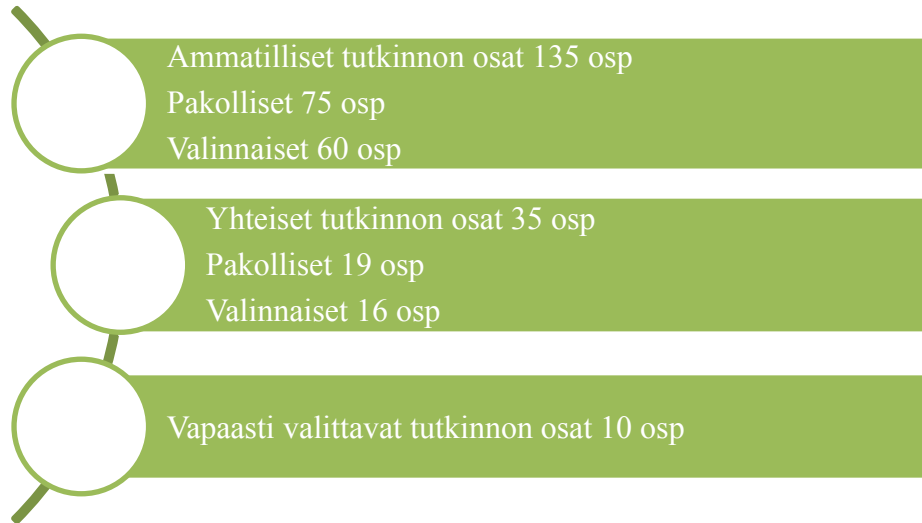 Ammatilliset tutkinnon osat 135 osp
Pakolliset 75 osp
Valinnaiset 60 osp
Yhteiset tutkinnon osat 35 osp
Pakolliset 19 osp
Valinnaiset 16 osp
Vapaasti valittavat tutkinnon osat 10 osp